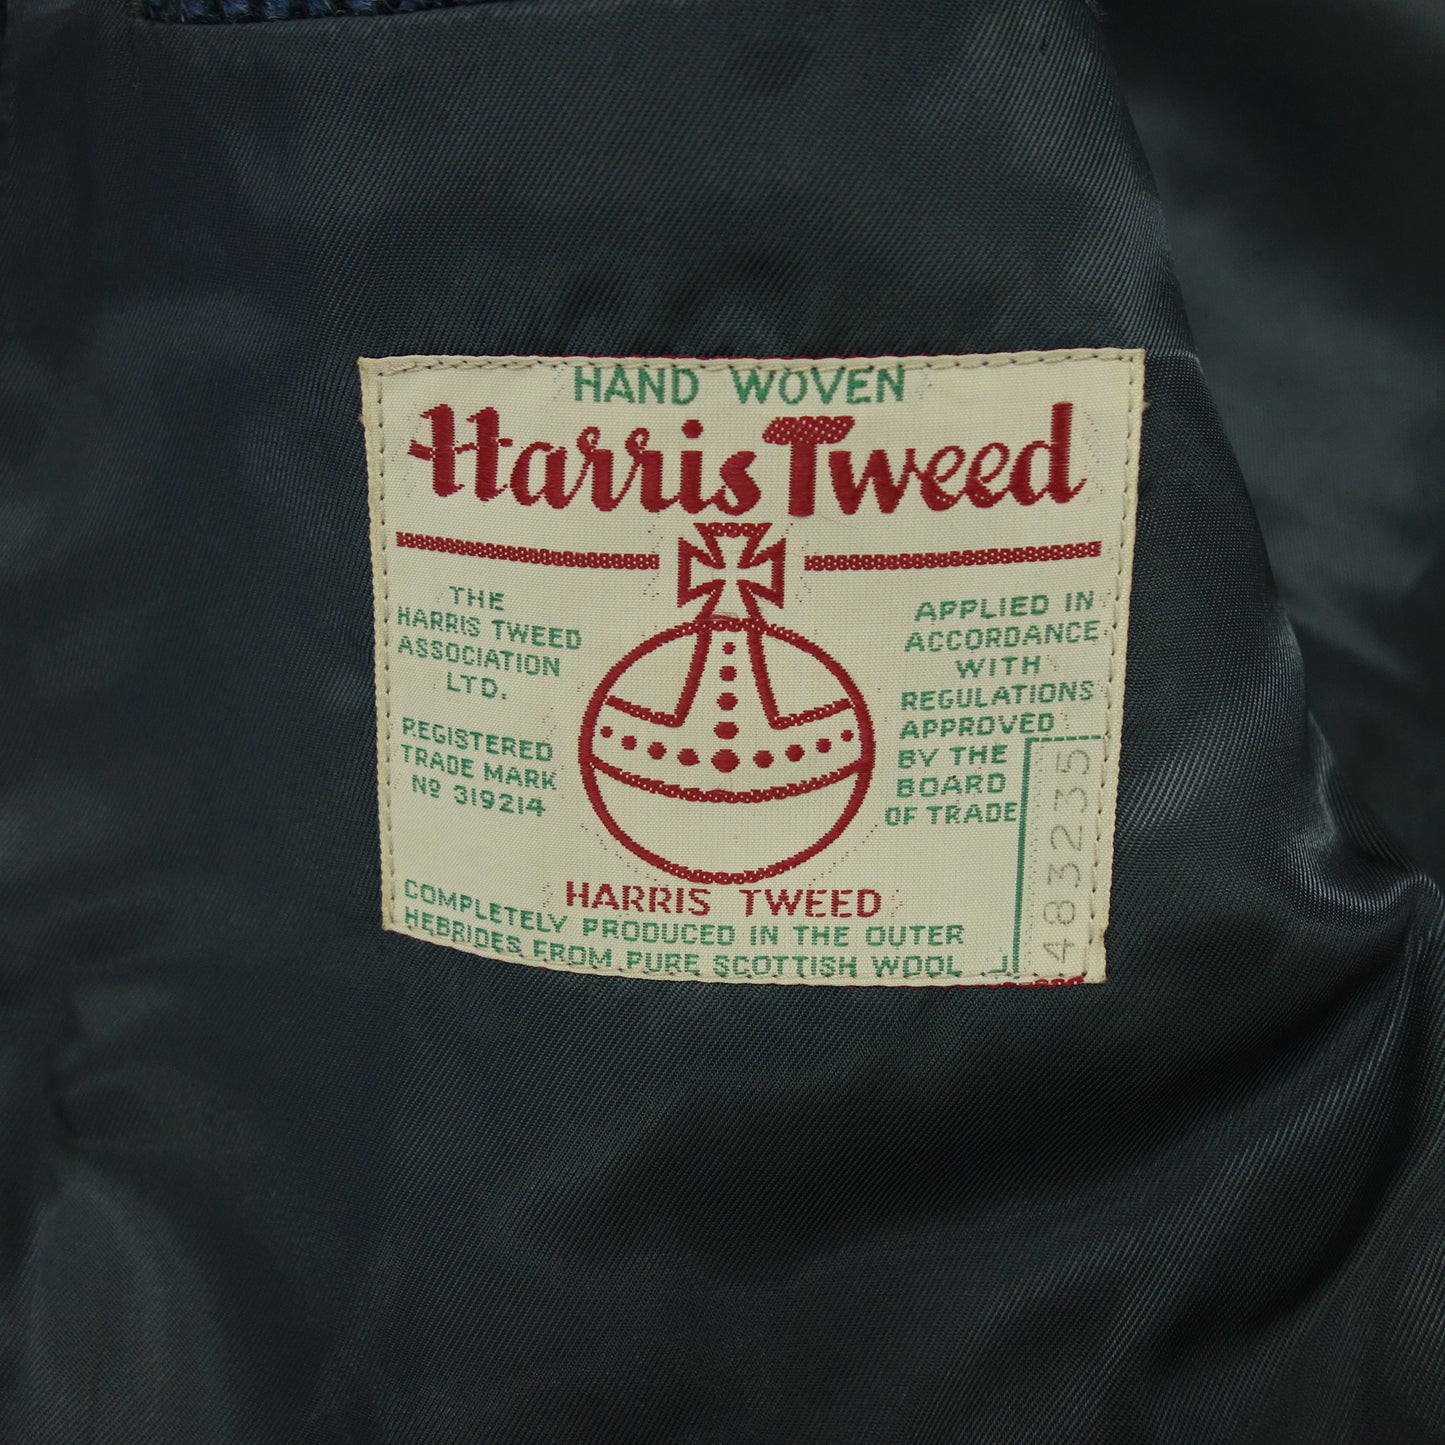 HAND WOVEN
Harris Tweed
THE
HARRIS TWEED
ASSOCIATION
LTD.
REGISTERED
TRADE MARK
Nº 319214
APPLIED IN
ACCORDANCE
WITH
REGULATIONS
APPROVED
BY THE
BOARD
OF TRADE
483235
HARRIS TWEED
COMPLETELY PRODUCED IN THE OUTER
HEBRIDES FROM PURE SCOTTISH WOOL